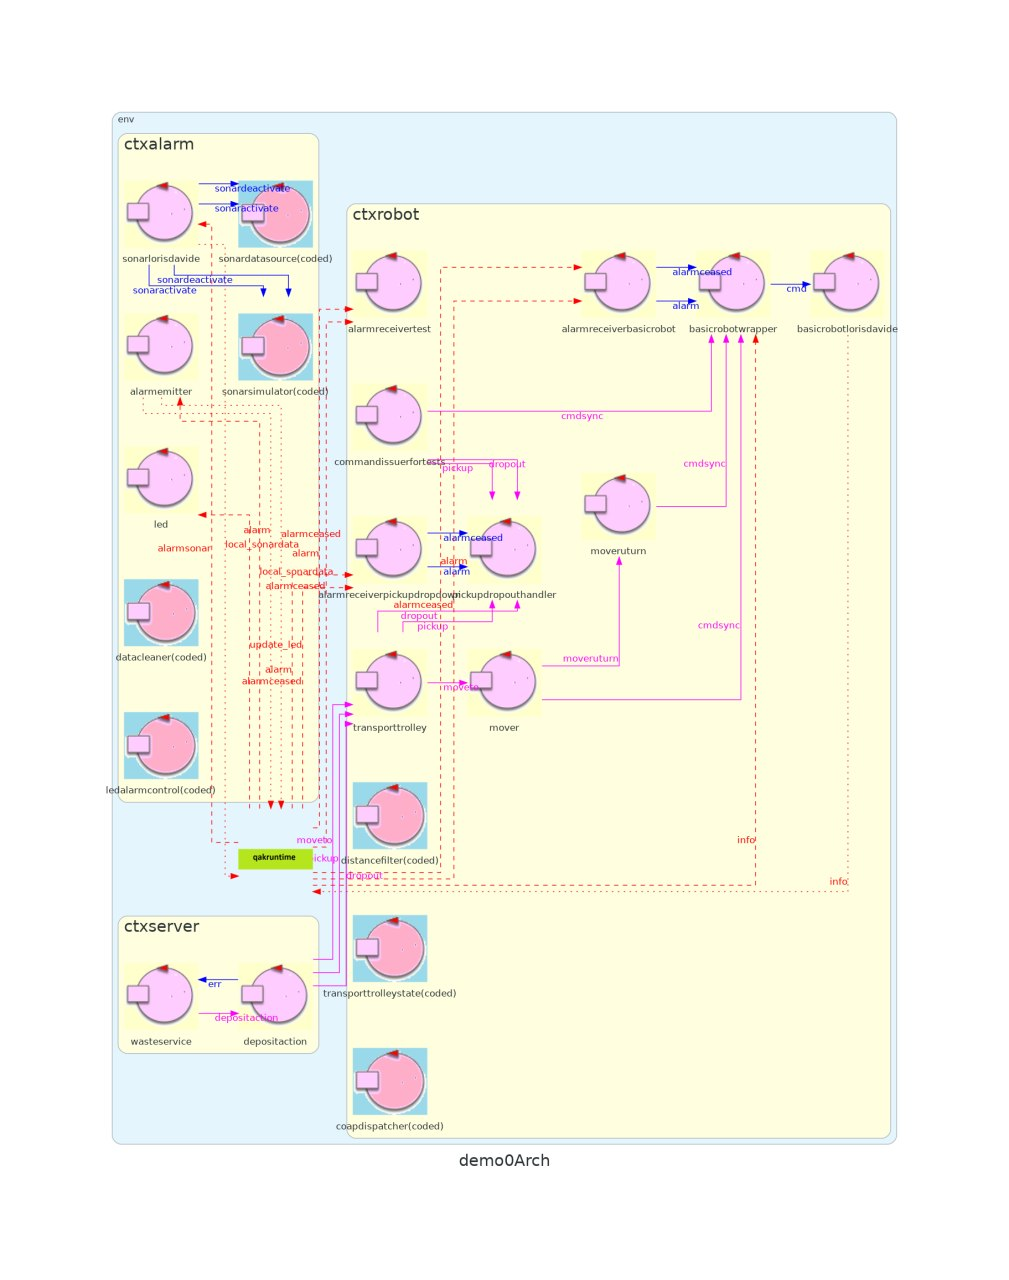 env
ctxalarm
sonardeactivate
sonaractivate
sonarlorisdavide
sonardatasource(coded)
sonardeactivate
sonaractivate
alarmemitter
sonarsimulator(coded)
led
alarm
alarmceased
local_sonardata
alarmsonar
alarm
local_sonardata
alarmceased
datacleaner(coded)
update_led
alarm
alarmceased
ledalarmcontrol(coded)
ctxrobot
alarmceased
cmd
alarm
alarmreceivertest
alarmreceiverbasicrobot
basicrobotwrapper
basicrobotlorisdavide
cmdsync
commandissuerfortests
pickup
dropout
cmdsync
alarmceased
moveruturn
alarm
alarm
alarmreceiverpickupdropdown
pickupdropouthandler
alarmceased
dropout
pickup
cmdsync
moveruturn
moveto
transporttrolley
mover
moveto
info
qakruntime
pickup
distancefilter(coded)
dropout
info
ctxserver
err
depositaction
wasteservice
depositaction
transporttrolleystate(coded)
coapdispatcher(coded)
demo0Arch